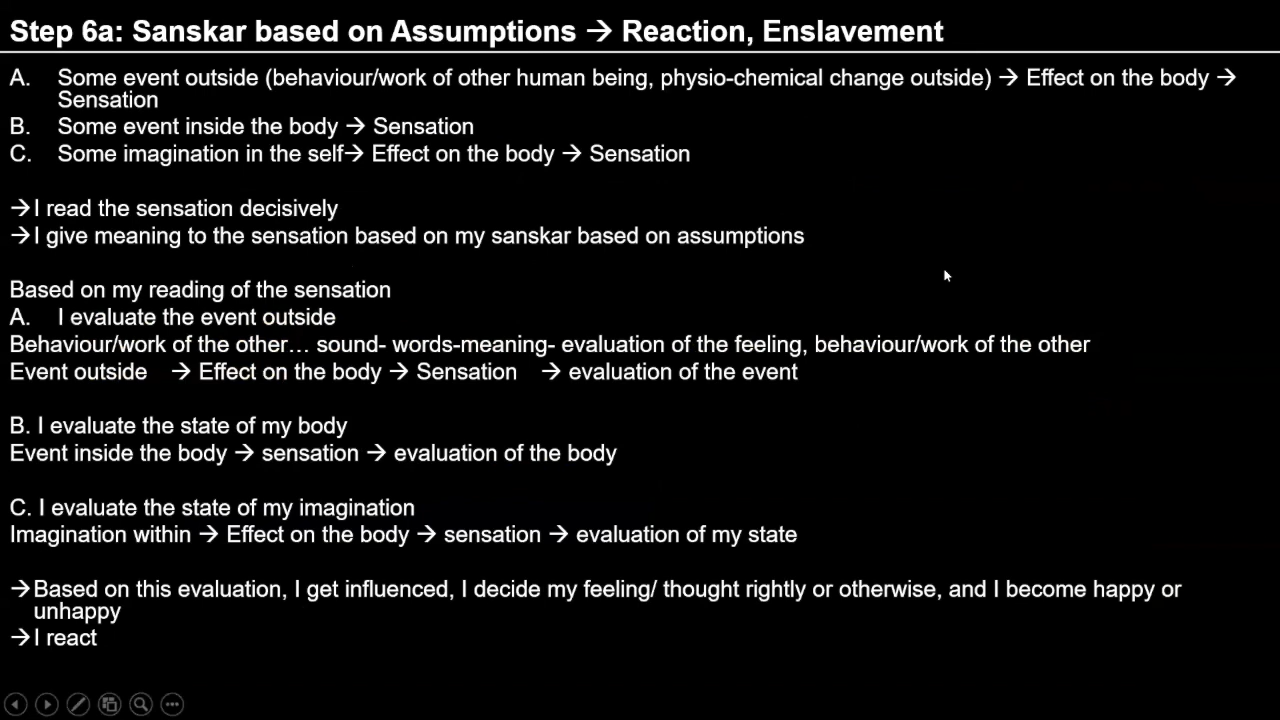 Step 6a: Sanskar based on Assumptions → Reaction, Enslavement
A. Some event outside (behaviour/work of other human being, physio-chemical change outside) → Effect on the body →
Sensation
B. Some event inside the body → Sensation
C. Some imagination in the self→ Effect on the body → Sensation
→I read the sensation decisively
→I give meaning to the sensation based on my sanskar based on assumptions
Based on my reading of the sensation
A. I evaluate the event outside
Behaviour/work of the other… sound- words-meaning- evaluation of the feeling, behaviour/work of the other
Event outside → Effect on the body → Sensation → evaluation of the event
B. I evaluate the state of my body
Event inside the body → sensation → evaluation of the body
C. I evaluate the state of my imagination
Imagination within → Effect on the body → sensation → evaluation of my state
→Based on this evaluation, I get influenced, I decide my feeling/ thought rightly or otherwise, and I become happy or
unhappy
→I react